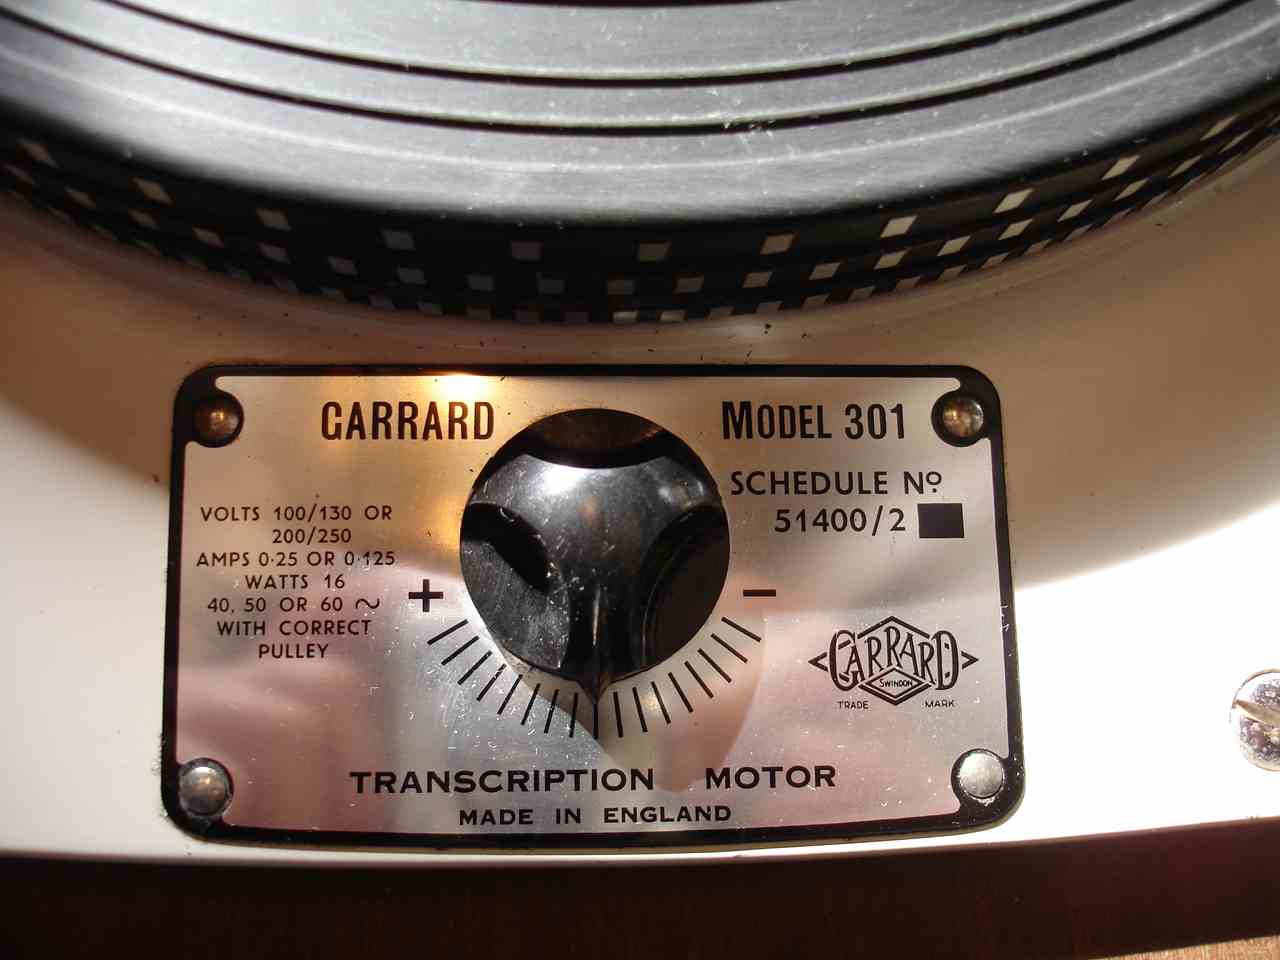 GARRARD
MODEL 301
SCHEDULE Nº
51400/2
VOLTS 100/130 OR
200/250
AMPS 0·25 OR 0·125
WATTS 16
40, 50 OR 60 ~
WITH CORRECT
PULLEY
+
−
GARRARD
SWINDON
TRADE MARK
TRANSCRIPTION MOTOR
MADE IN ENGLAND